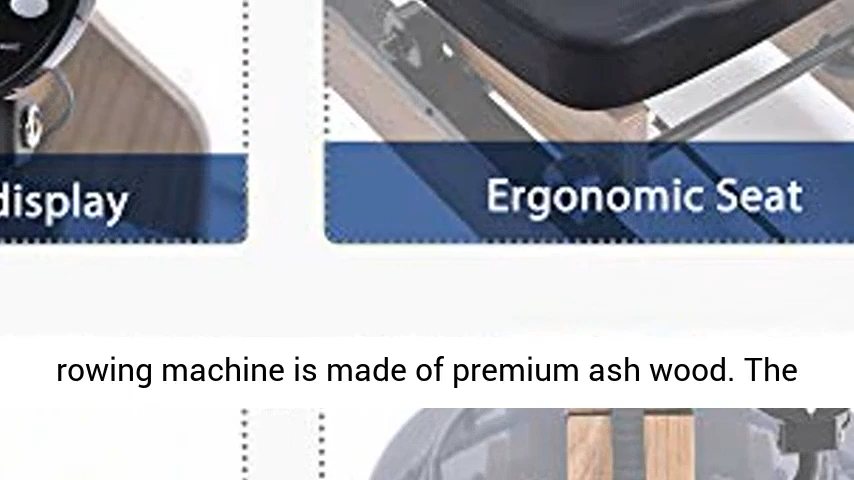 display
Ergonomic Seat
rowing machine is made of premium ash wood. The